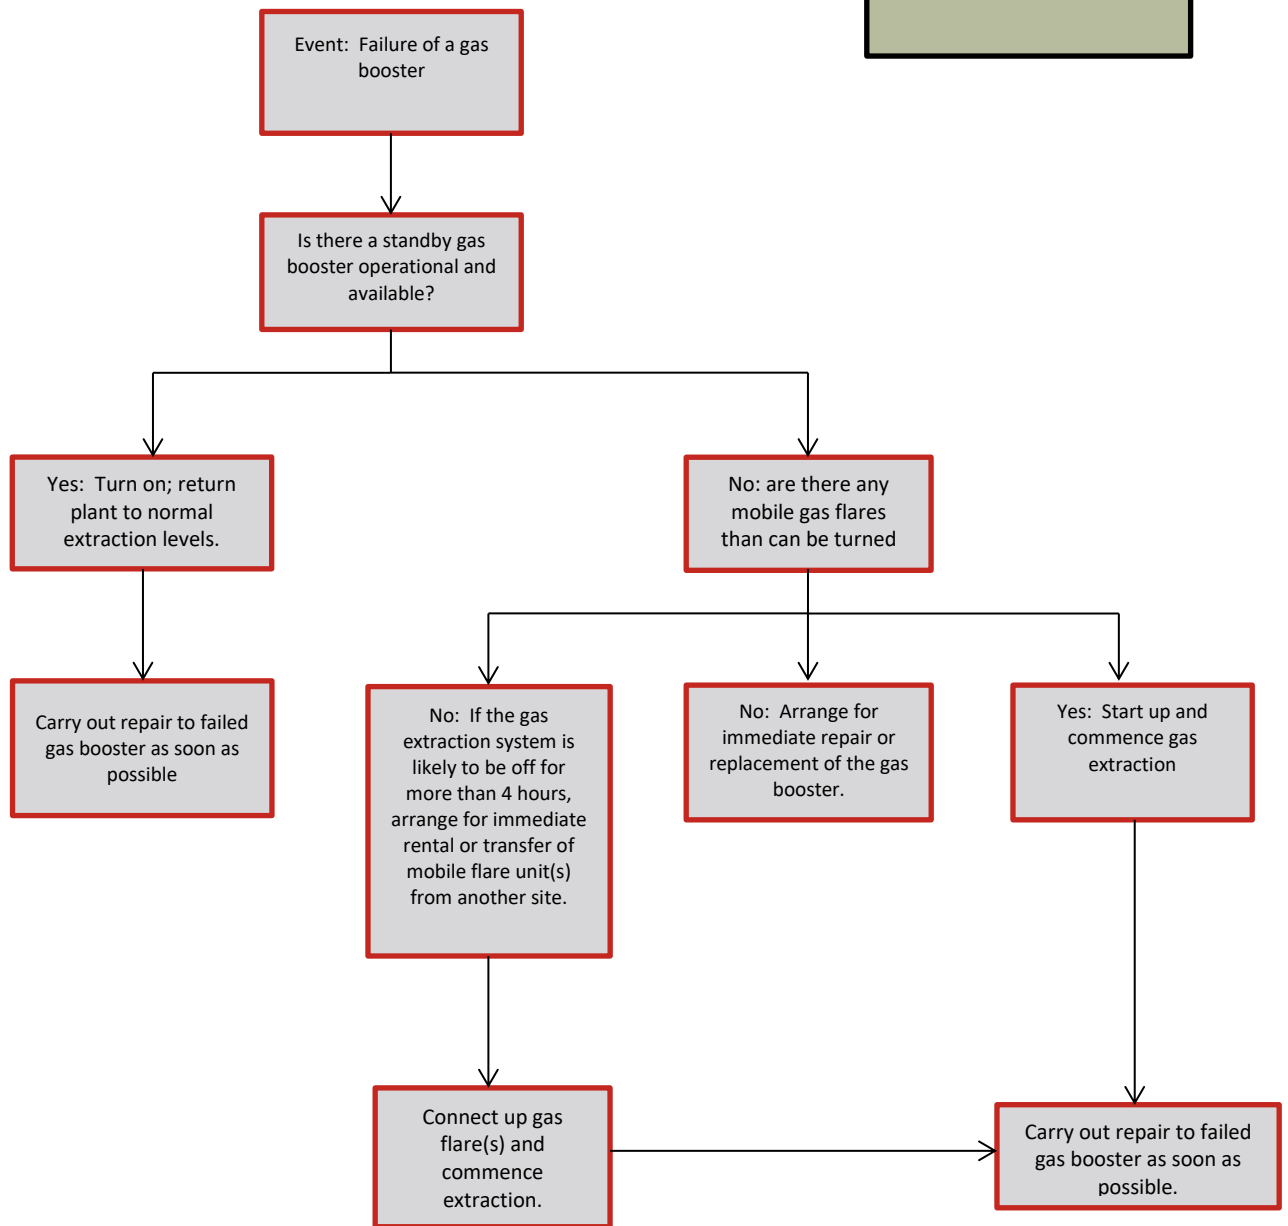 Event: Failure of a gas
booster
Is there a standby gas
booster operational and
available?
Yes: Turn on; return
plant to normal
extraction levels.
No: are there any
mobile gas flares
than can be turned
Carry out repair to failed
gas booster as soon as
possible
No: If the gas
extraction system is
likely to be off for
more than 4 hours,
arrange for immediate
rental or transfer of
mobile flare unit(s)
from another site.
No: Arrange for
immediate repair or
replacement of the gas
booster.
Yes: Start up and
commence gas
extraction
Connect up gas
flare(s) and
commence
extraction.
Carry out repair to failed
gas booster as soon as
possible.